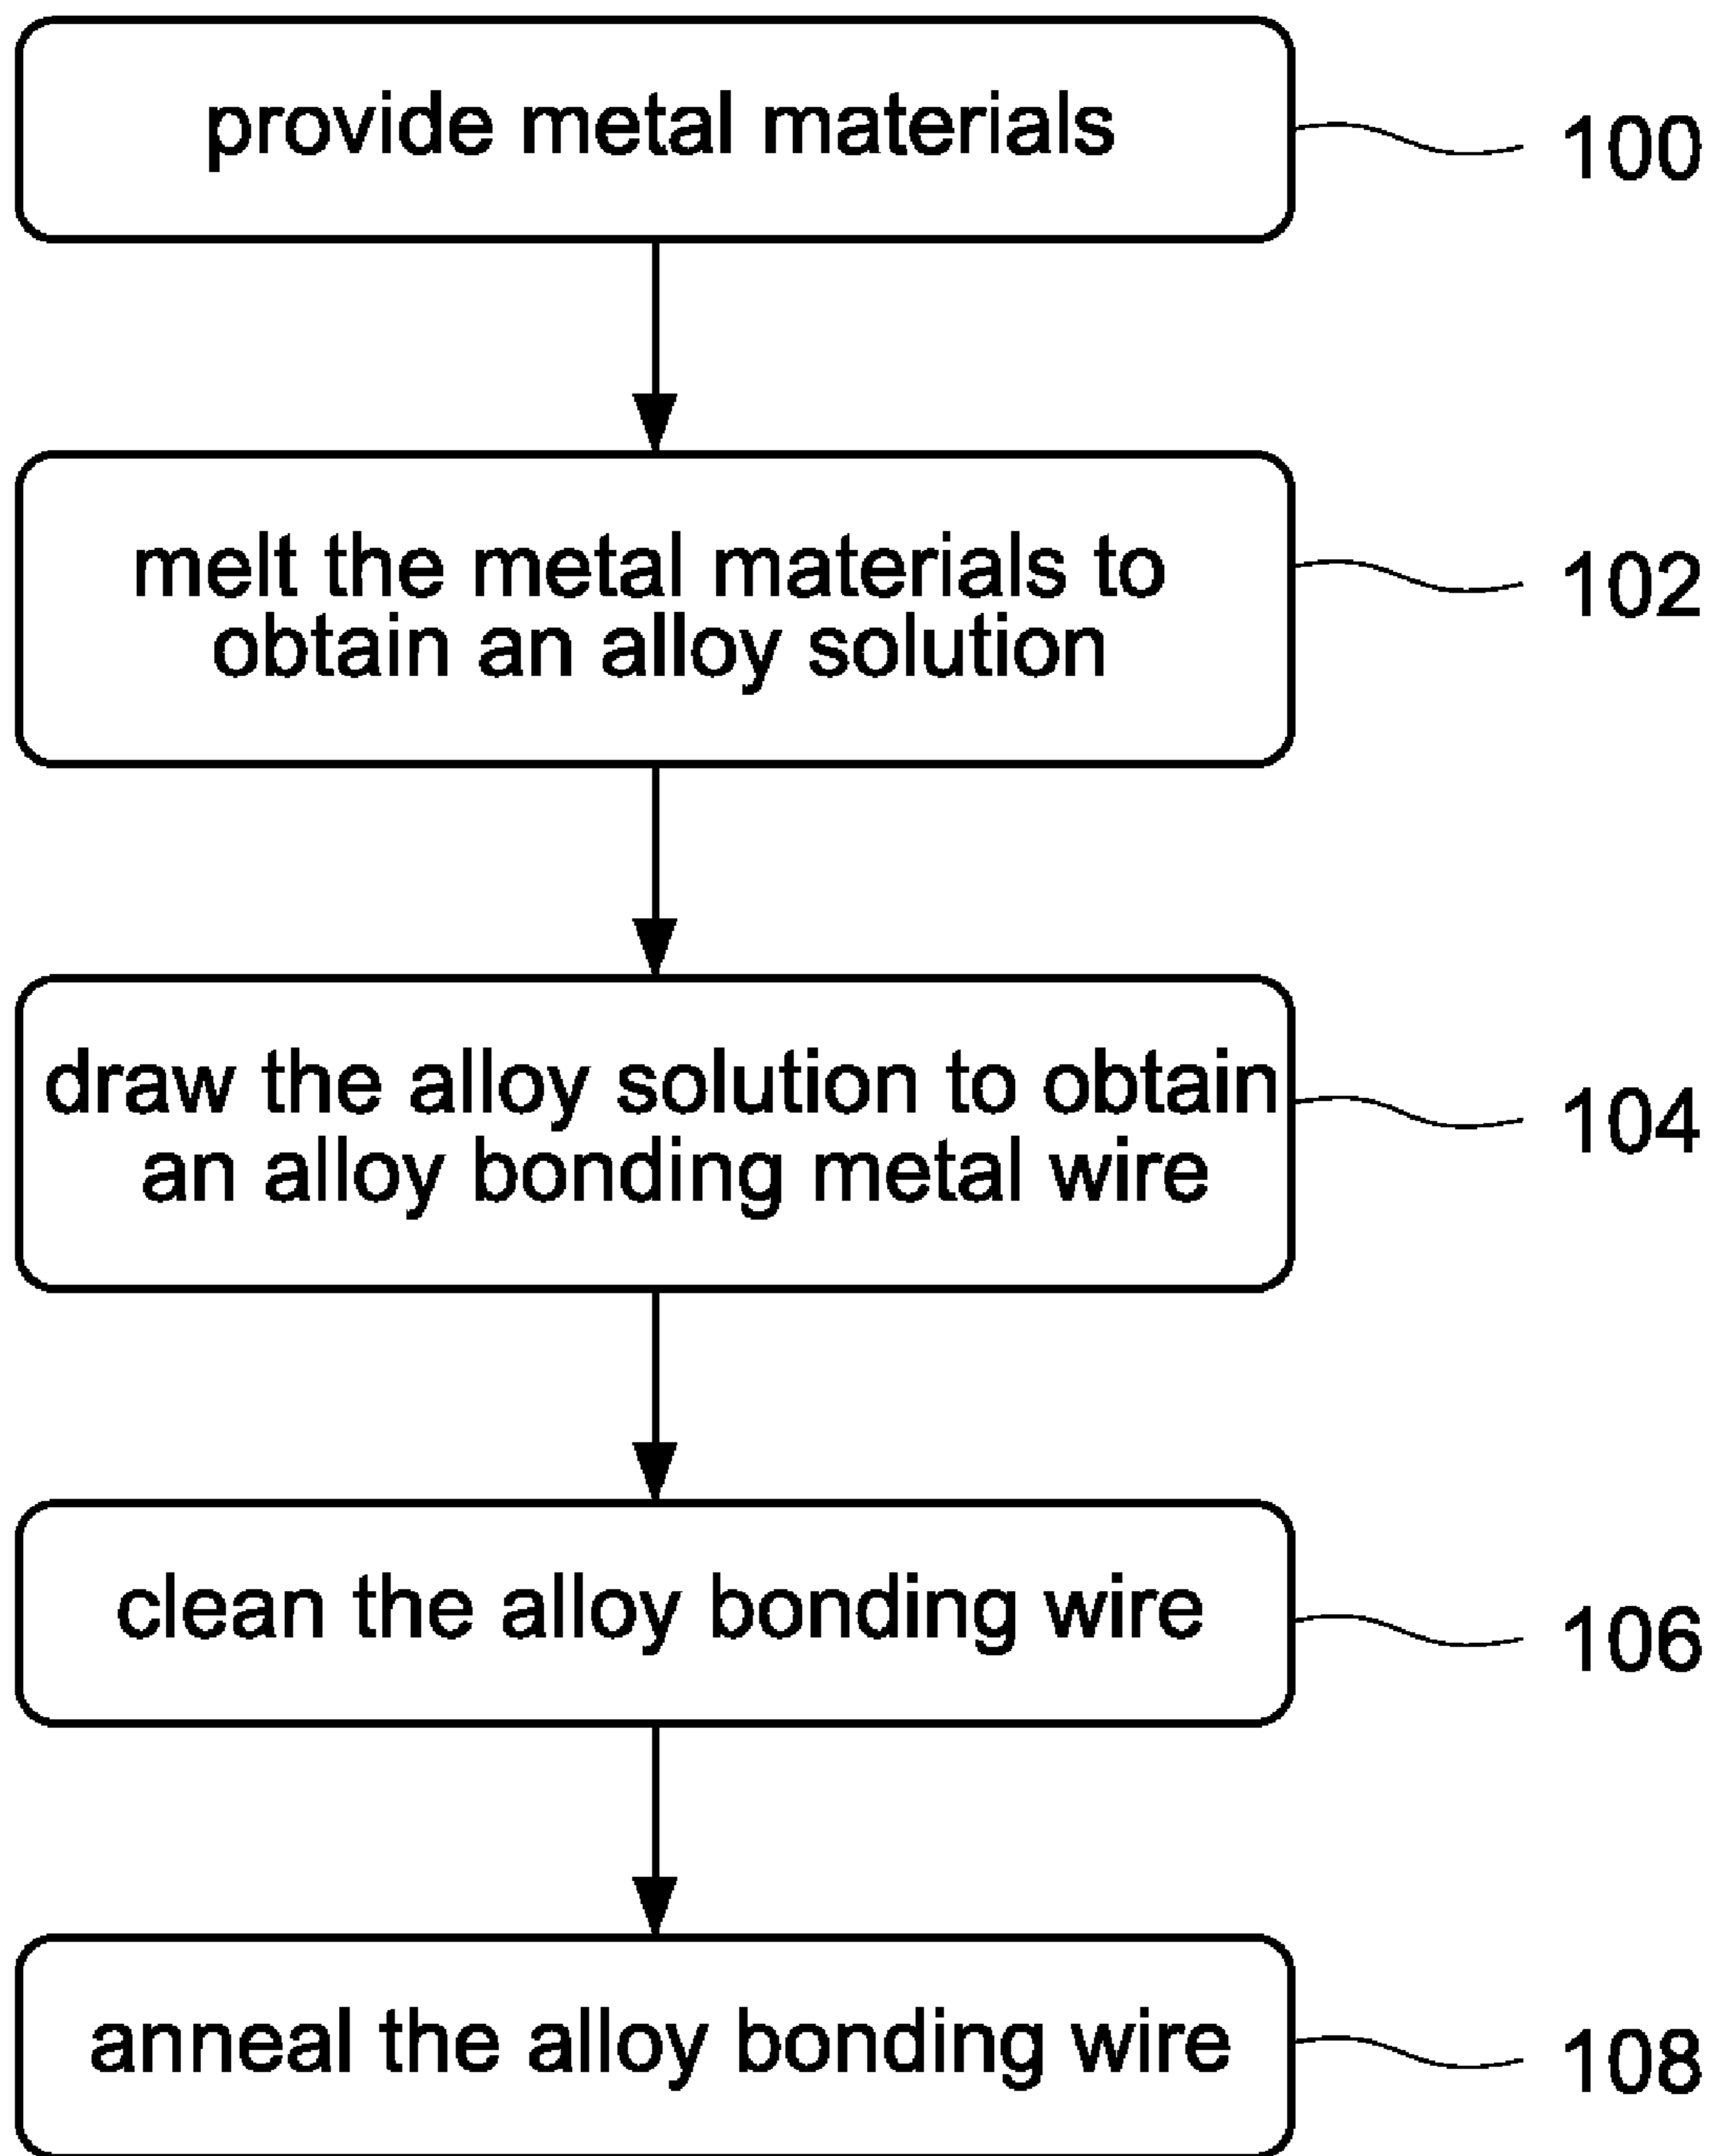 provide metal materials
100
melt the metal materials to
obtain an alloy solution
102
draw the alloy solution to obtain
an alloy bonding metal wire
104
clean the alloy bonding wire
106
anneal the alloy bonding wire
108